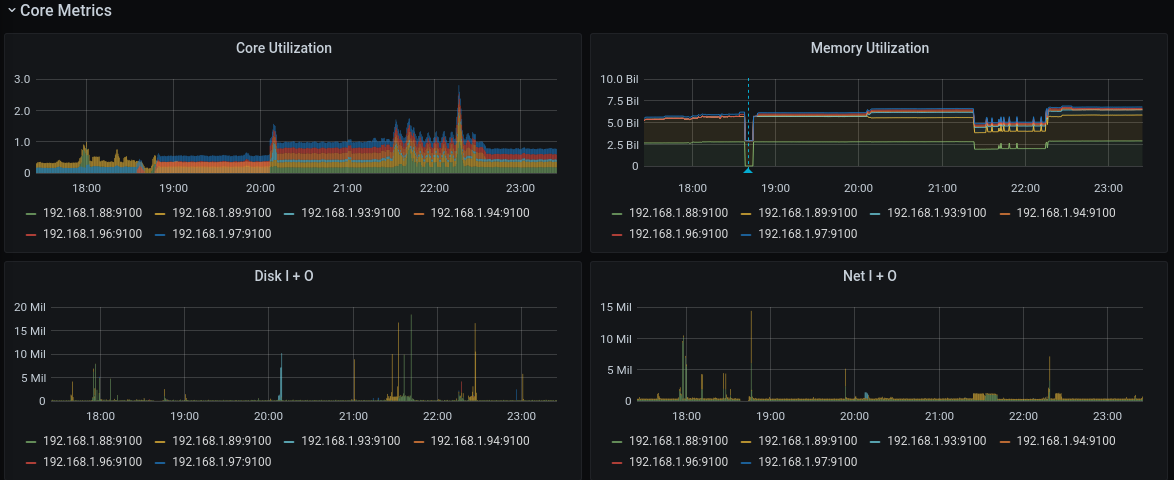 Core Metrics
Core Utilization
3.0
2.0
1.0
0
18:00 19:00 20:00 21:00 22:00 23:00
192.168.1.88:9100 192.168.1.89:9100 192.168.1.93:9100 192.168.1.94:9100
192.168.1.96:9100 192.168.1.97:9100
Memory Utilization
10.0 Bil
7.5 Bil
5.0 Bil
2.5 Bil
0
18:00 19:00 20:00 21:00 22:00 23:00
192.168.1.88:9100 192.168.1.89:9100 192.168.1.93:9100 192.168.1.94:9100
192.168.1.96:9100 192.168.1.97:9100
Disk I + O
20 Mil
15 Mil
10 Mil
5 Mil
0
18:00 19:00 20:00 21:00 22:00 23:00
192.168.1.88:9100 192.168.1.89:9100 192.168.1.93:9100 192.168.1.94:9100
192.168.1.96:9100 192.168.1.97:9100
Net I + O
15 Mil
10 Mil
5 Mil
0
18:00 19:00 20:00 21:00 22:00 23:00
192.168.1.88:9100 192.168.1.89:9100 192.168.1.93:9100 192.168.1.94:9100
192.168.1.96:9100 192.168.1.97:9100